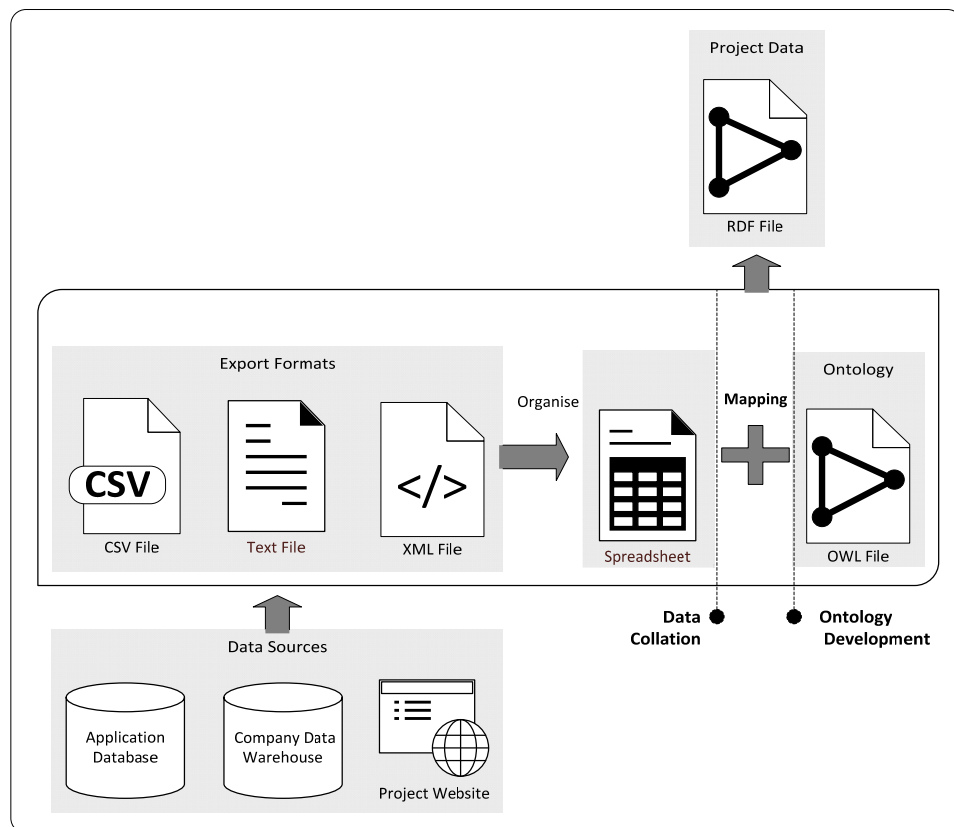 Project Data
RDF File
Export Formats
Organise
Mapping
Ontology
CSV
</>
CSV File
Text File
XML File
Spreadsheet
OWL File
Data
Collation
Ontology
Development
Data Sources
Application
Database
Company Data
Warehouse
Project Website